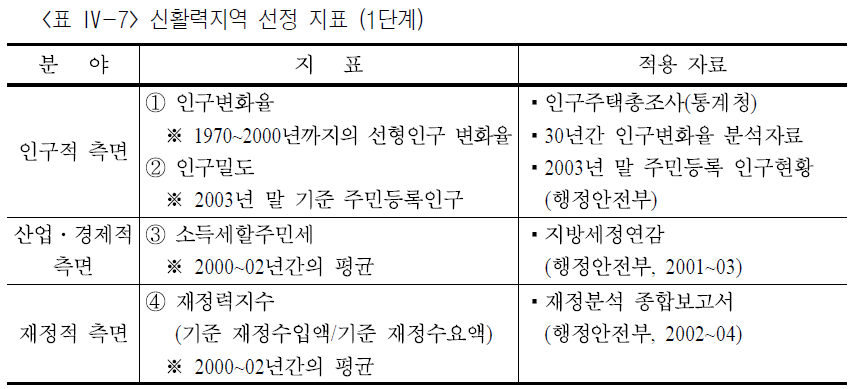 <표 IV-7> 신활력지역 선정 지표 (1단계)
분 야 지 표 적용 자료
인구적 측면
① 인구변화율
※ 1970~2000년까지의 선형인구 변화율
② 인구밀도
※ 2003년 말 기준 주민등록인구
▪인구주택총조사(통계청)
▪30년간 인구변화율 분석자료
▪2003년 말 주민등록 인구현황
(행정안전부)
산업・경제적
측면
③ 소득세할주민세
※ 2000~02년간의 평균
▪지방세정연감
(행정안전부, 2001~03)
재정적 측면
④ 재정력지수
(기준 재정수입액/기준 재정수요액)
※ 2000~02년간의 평균
▪재정분석 종합보고서
(행정안전부, 2002~04)